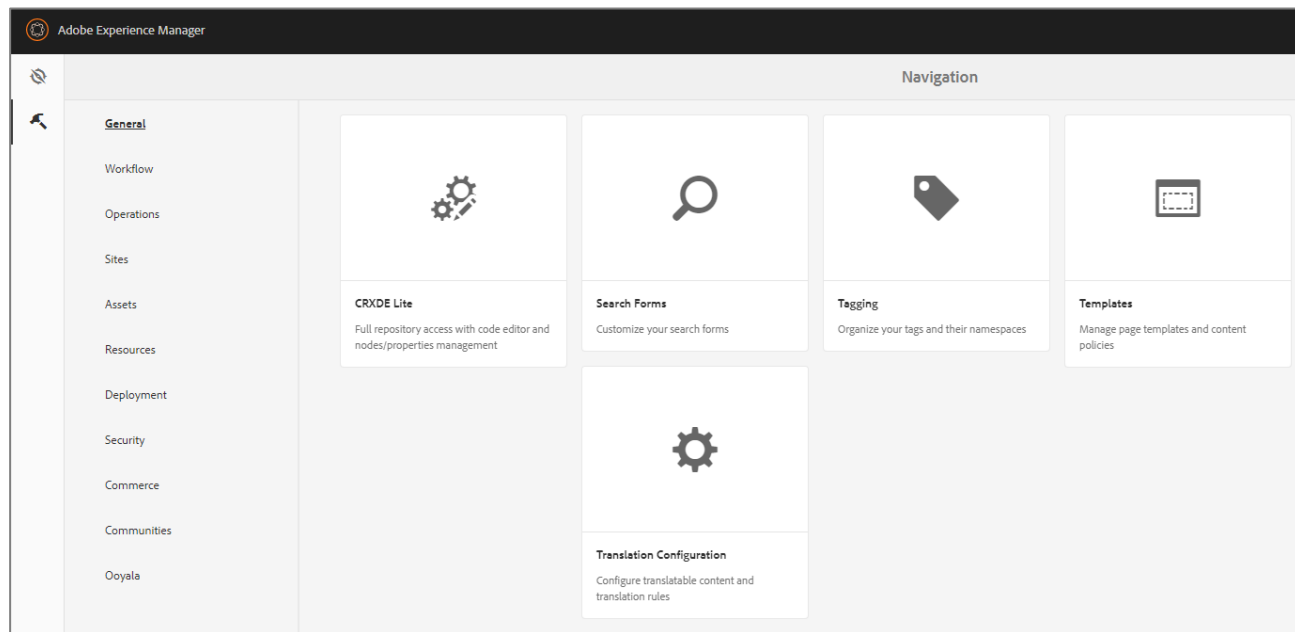 Adobe Experience Manager
Navigation
General
Workflow
Operations
Sites
Assets
Resources
Deployment
Security
Commerce
Communities
Ooyala
CRXDE Lite
Full repository access with code editor and
nodes/properties management
Search Forms
Customize your search forms
Tagging
Organize your tags and their namespaces
Templates
Manage page templates and content
policies
Translation Configuration
Configure translatable content and
translation rules